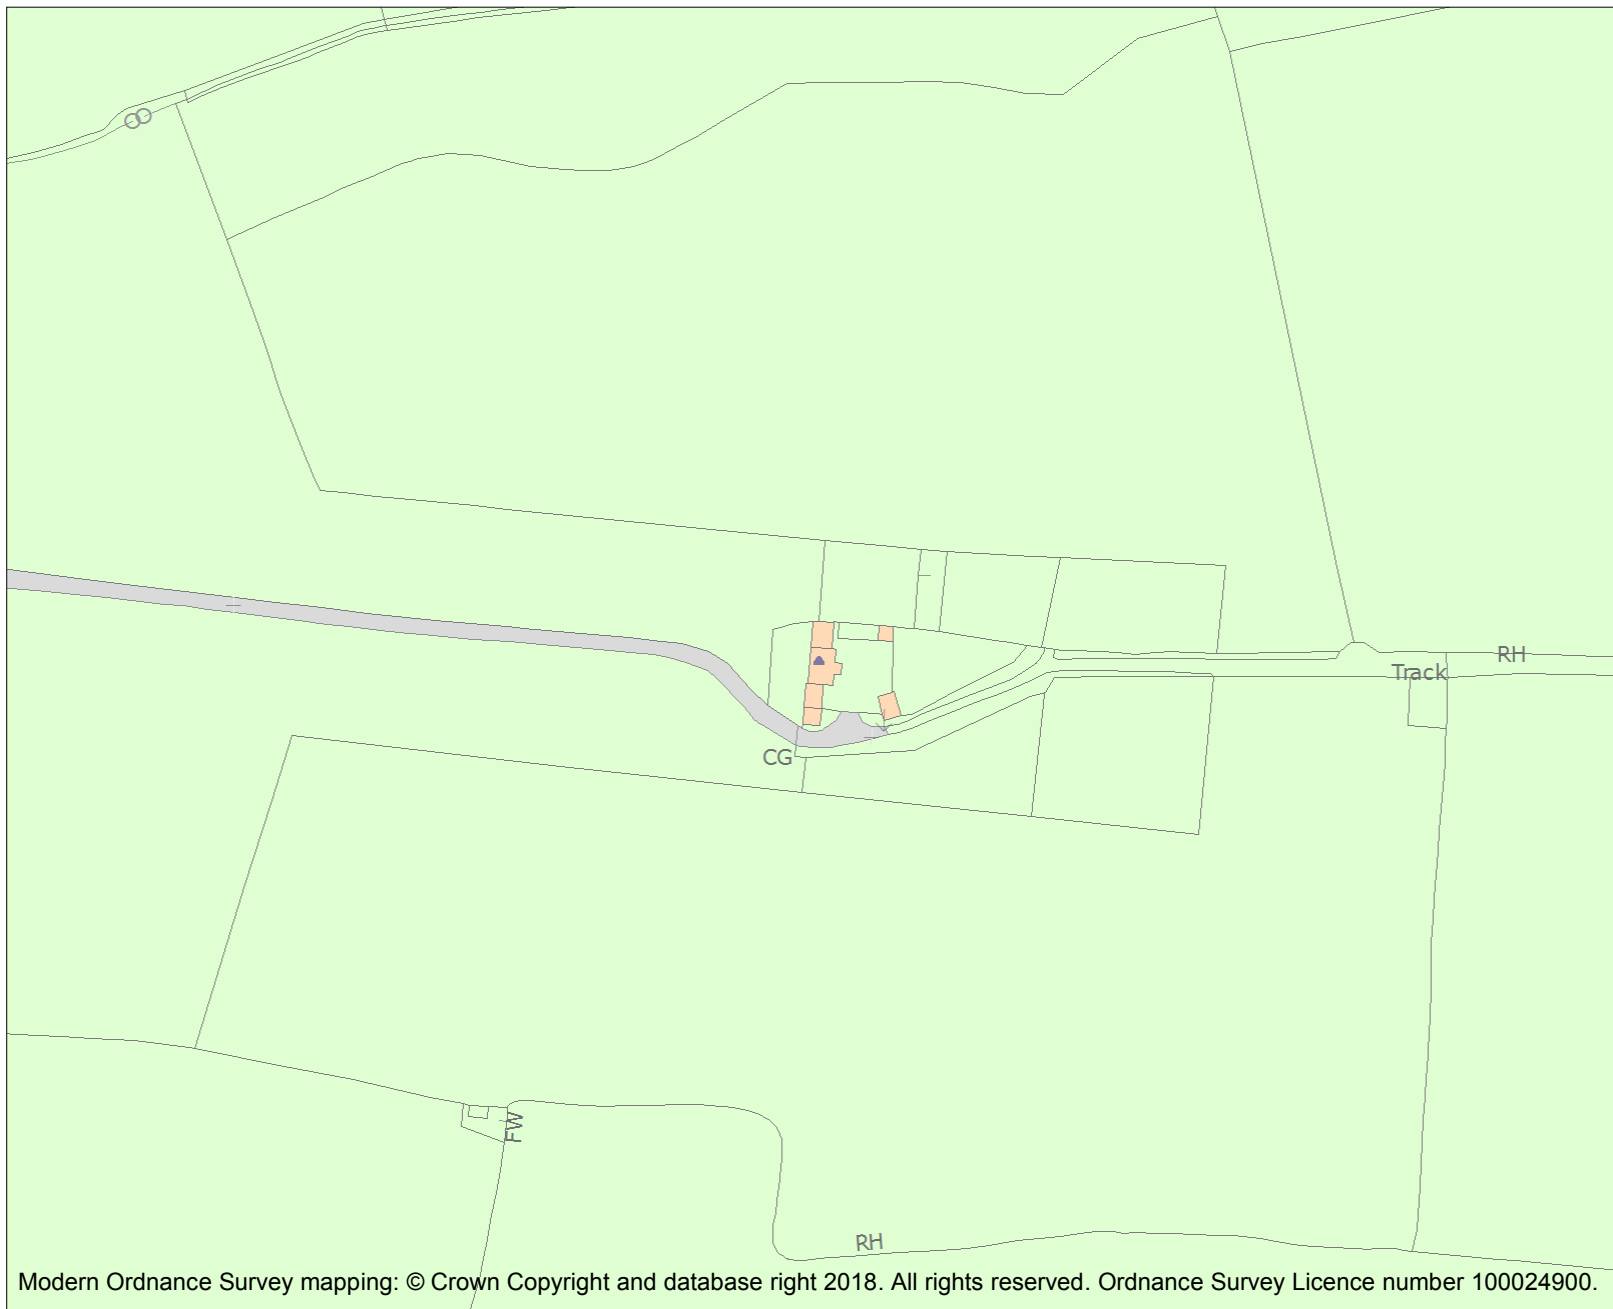 RH
Track
CG
FW
RH
Modern Ordnance Survey mapping: © Crown Copyright and database right 2018. All rights reserved. Ordnance Survey Licence number 100024900.